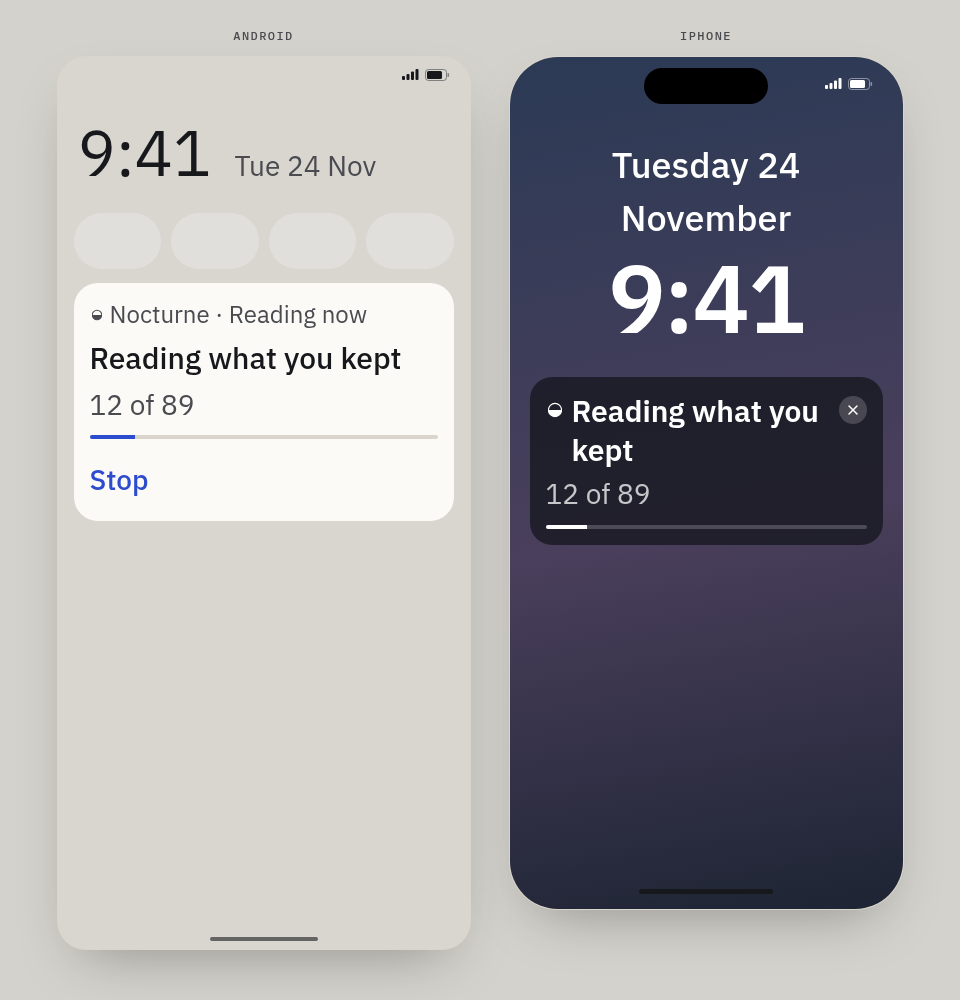 ANDROID
9:41 Tue 24 Nov
Nocturne · Reading now
Reading what you kept
12 of 89
Stop
IPHONE
Tuesday 24
November
9:41
Reading what you
kept
12 of 89